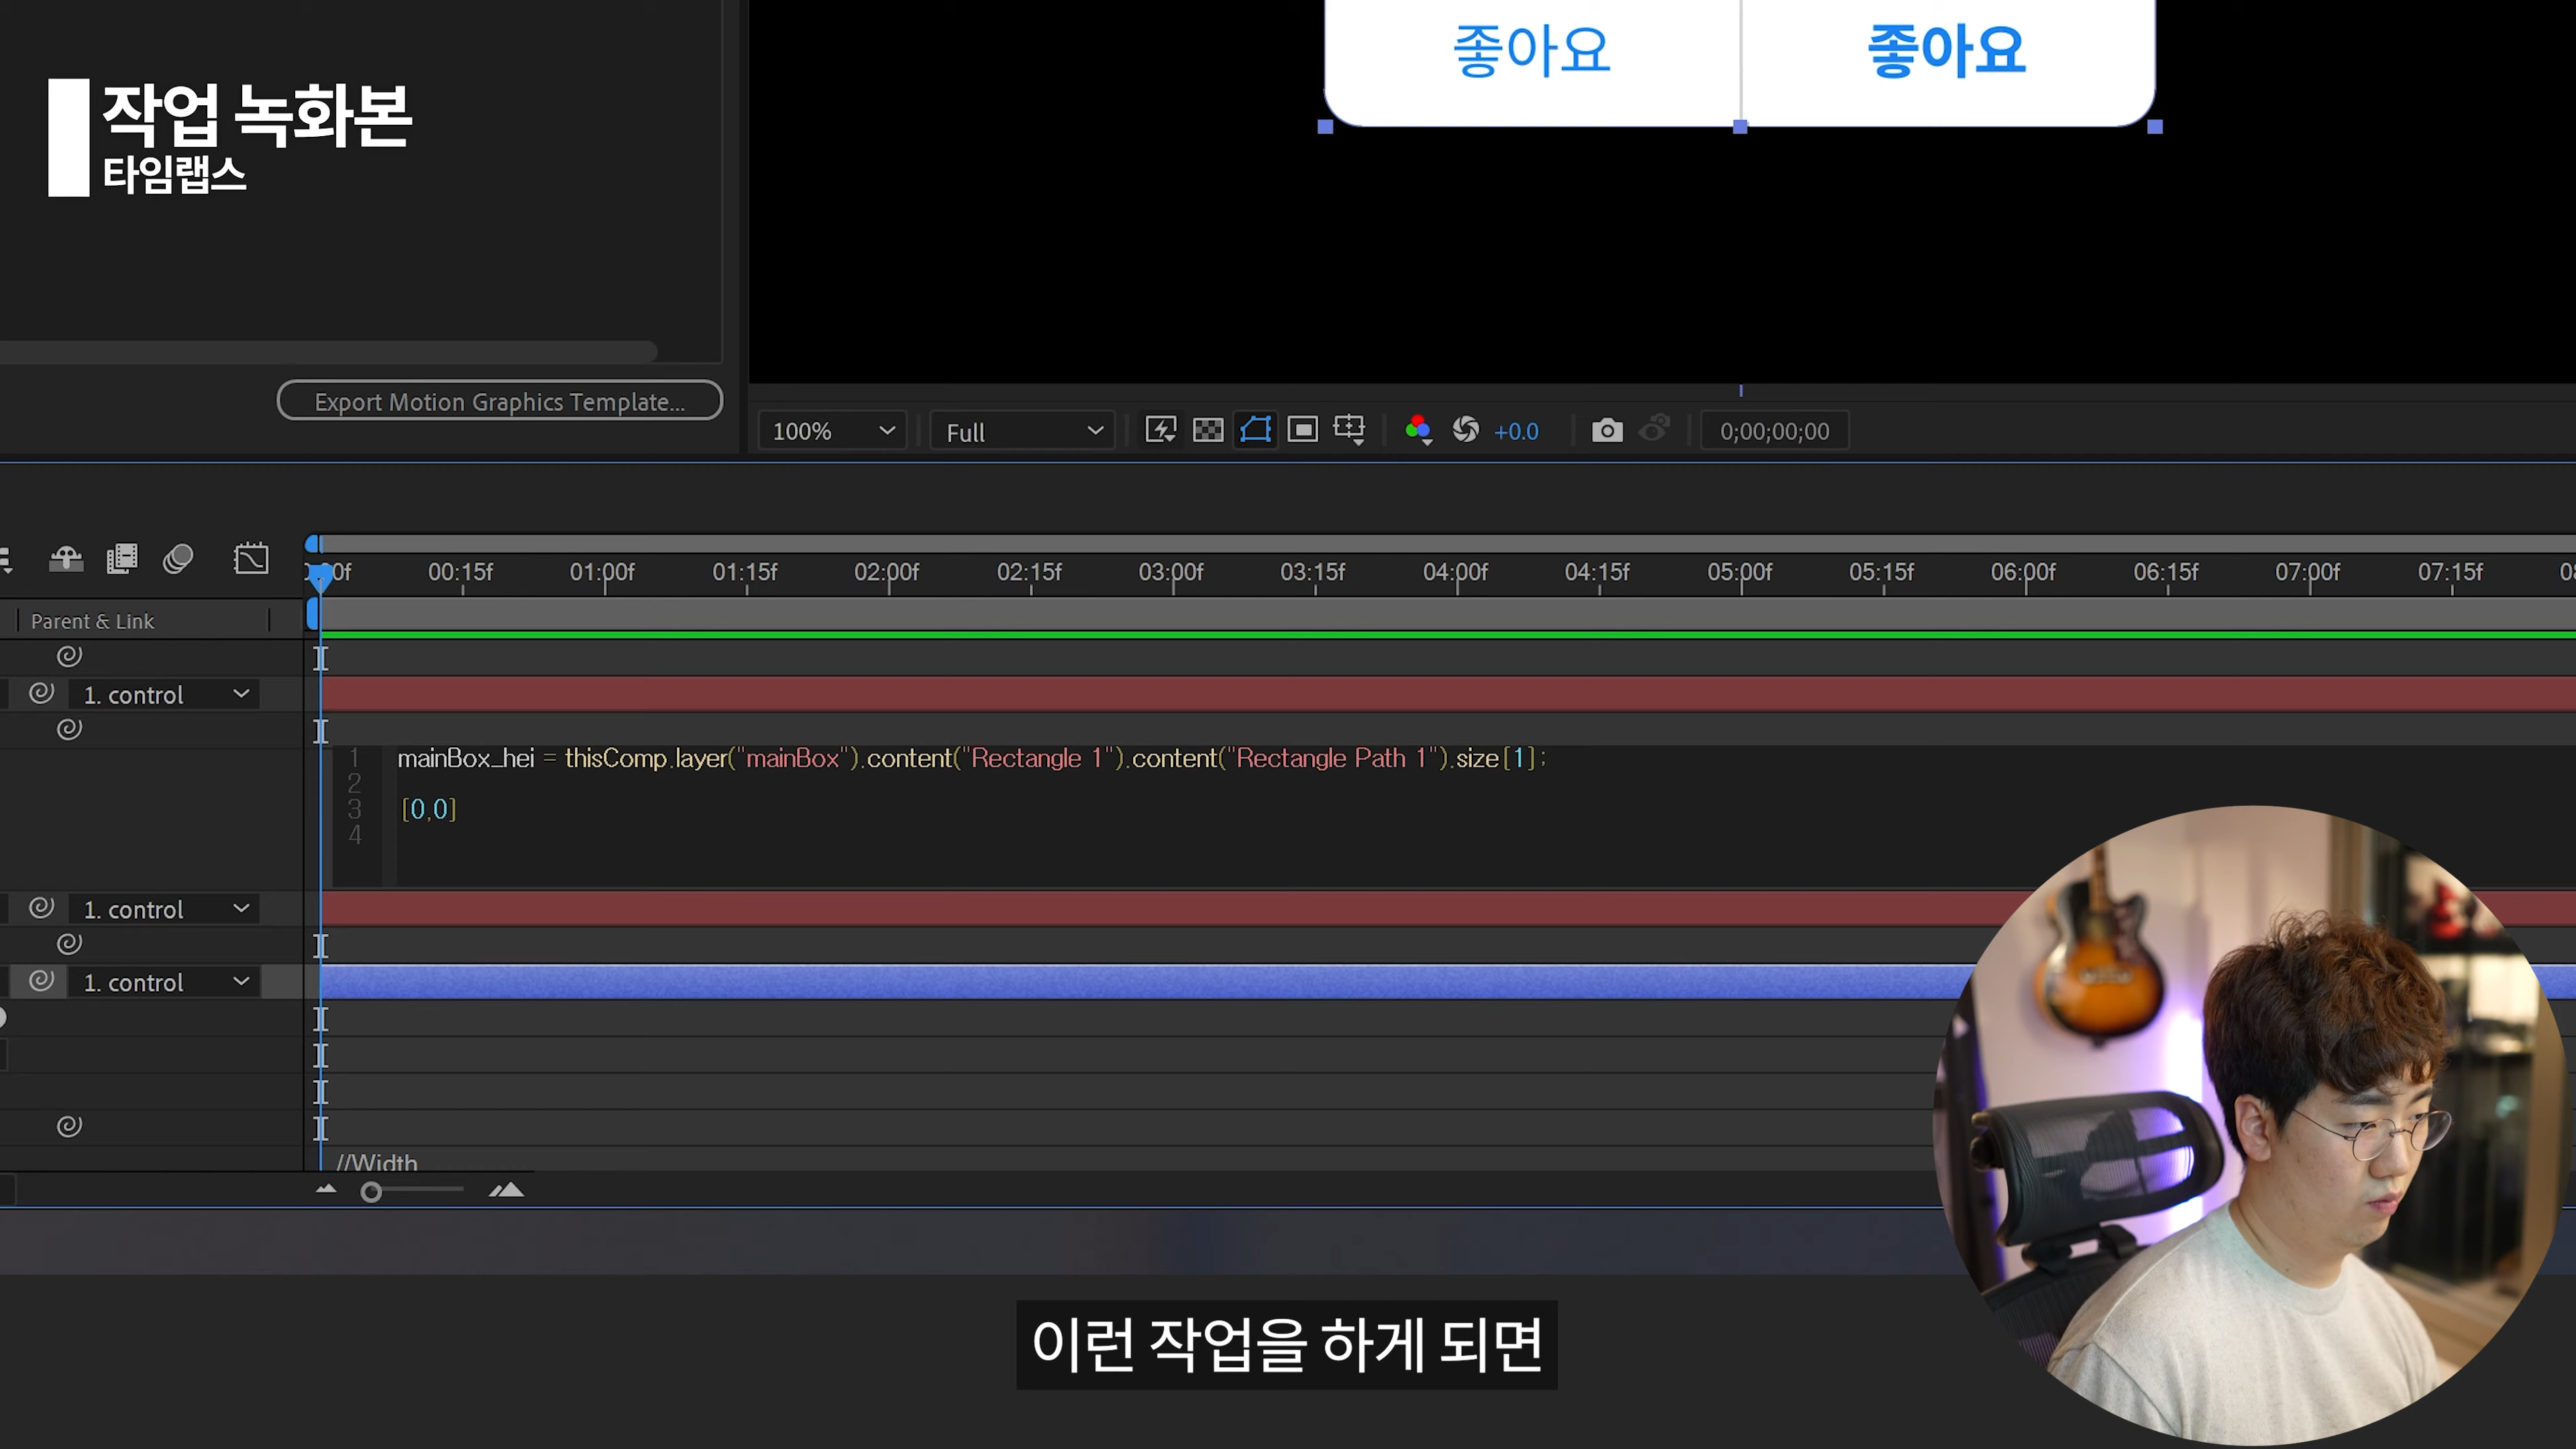 작업 녹화본
타임랩스
좋아요
좋아요
Export Motion Graphics Template...
100%
Full
+0.0
0;00;00;00
00:15f
01:00f
01:15f
02:00f
02:15f
03:00f
03:15f
04:00f
04:15f
05:00f
05:15f
06:00f
06:15f
07:00f
07:15f
Parent & Link
1. control
1 mainBox_hei = thisComp.layer("mainBox").content("Rectangle 1").content("Rectangle Path 1").size[1];
2
3 [0,0]
4
1. control
1. control
//Width
이런 작업을 하게 되면